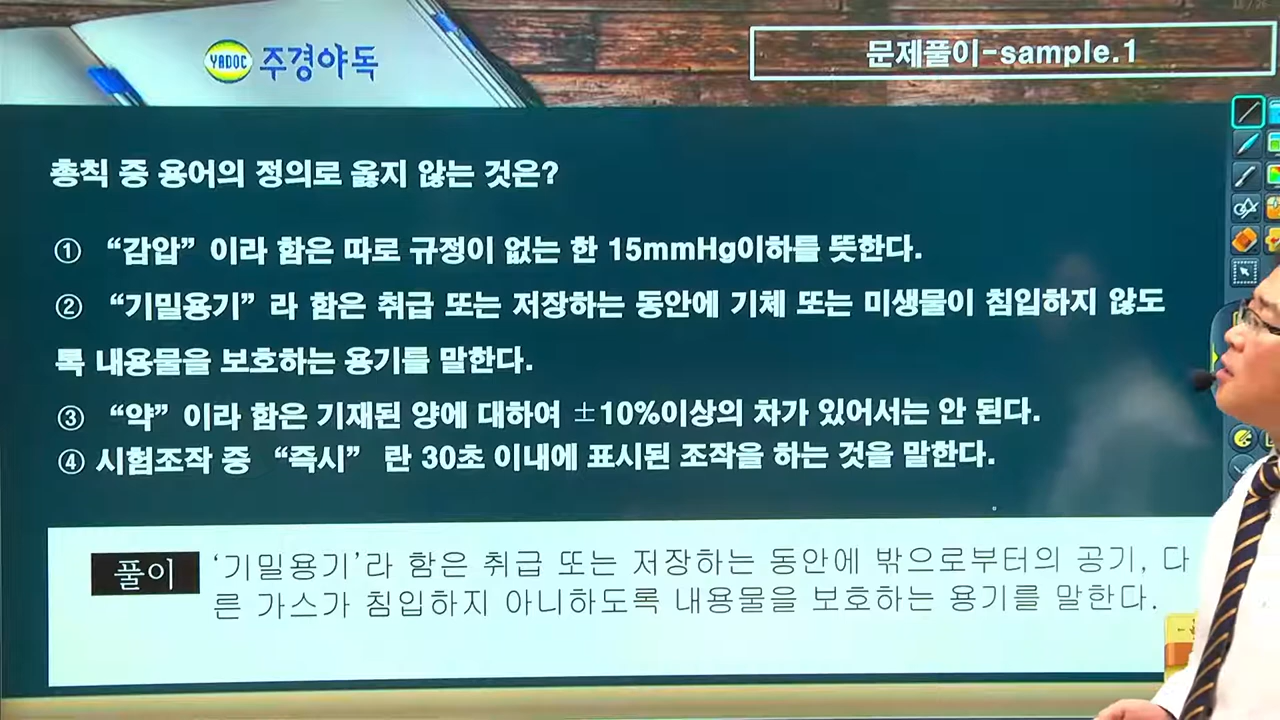 YADOC 주경야독
문제풀이-sample.1
총칙 중 용어의 정의로 옳지 않는 것은?
① “감압” 이라 함은 따로 규정이 없는 한 15mmHg이하를 뜻한다.
② “기밀용기” 라 함은 취급 또는 저장하는 동안에 기체 또는 미생물이 침입하지 않도
록 내용물을 보호하는 용기를 말한다.
③ “약” 이라 함은 기재된 양에 대하여 ±10%이상의 차가 있어서는 안 된다.
④ 시험조작 중 “즉시” 란 30초 이내에 표시된 조작을 하는 것을 말한다.
풀이 ‘기밀용기’라 함은 취급 또는 저장하는 동안에 밖으로부터의 공기, 다
른 가스가 침입하지 아니하도록 내용물을 보호하는 용기를 말한다.